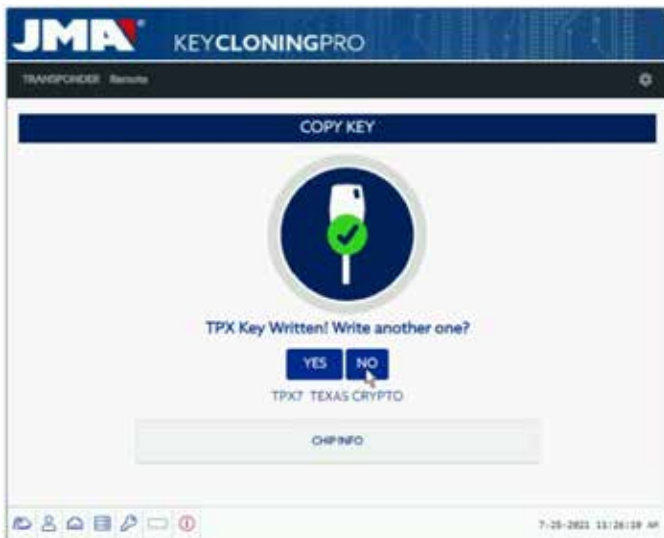 JMA KEYCLONINGPRO
TRANSPONDER Remote
COPY KEY
TPX Key Written! Write another one?
YES NO
TPX7 TEXAS CRYPTO
CHIP INFO
7-25-2021 11:26:10 AM